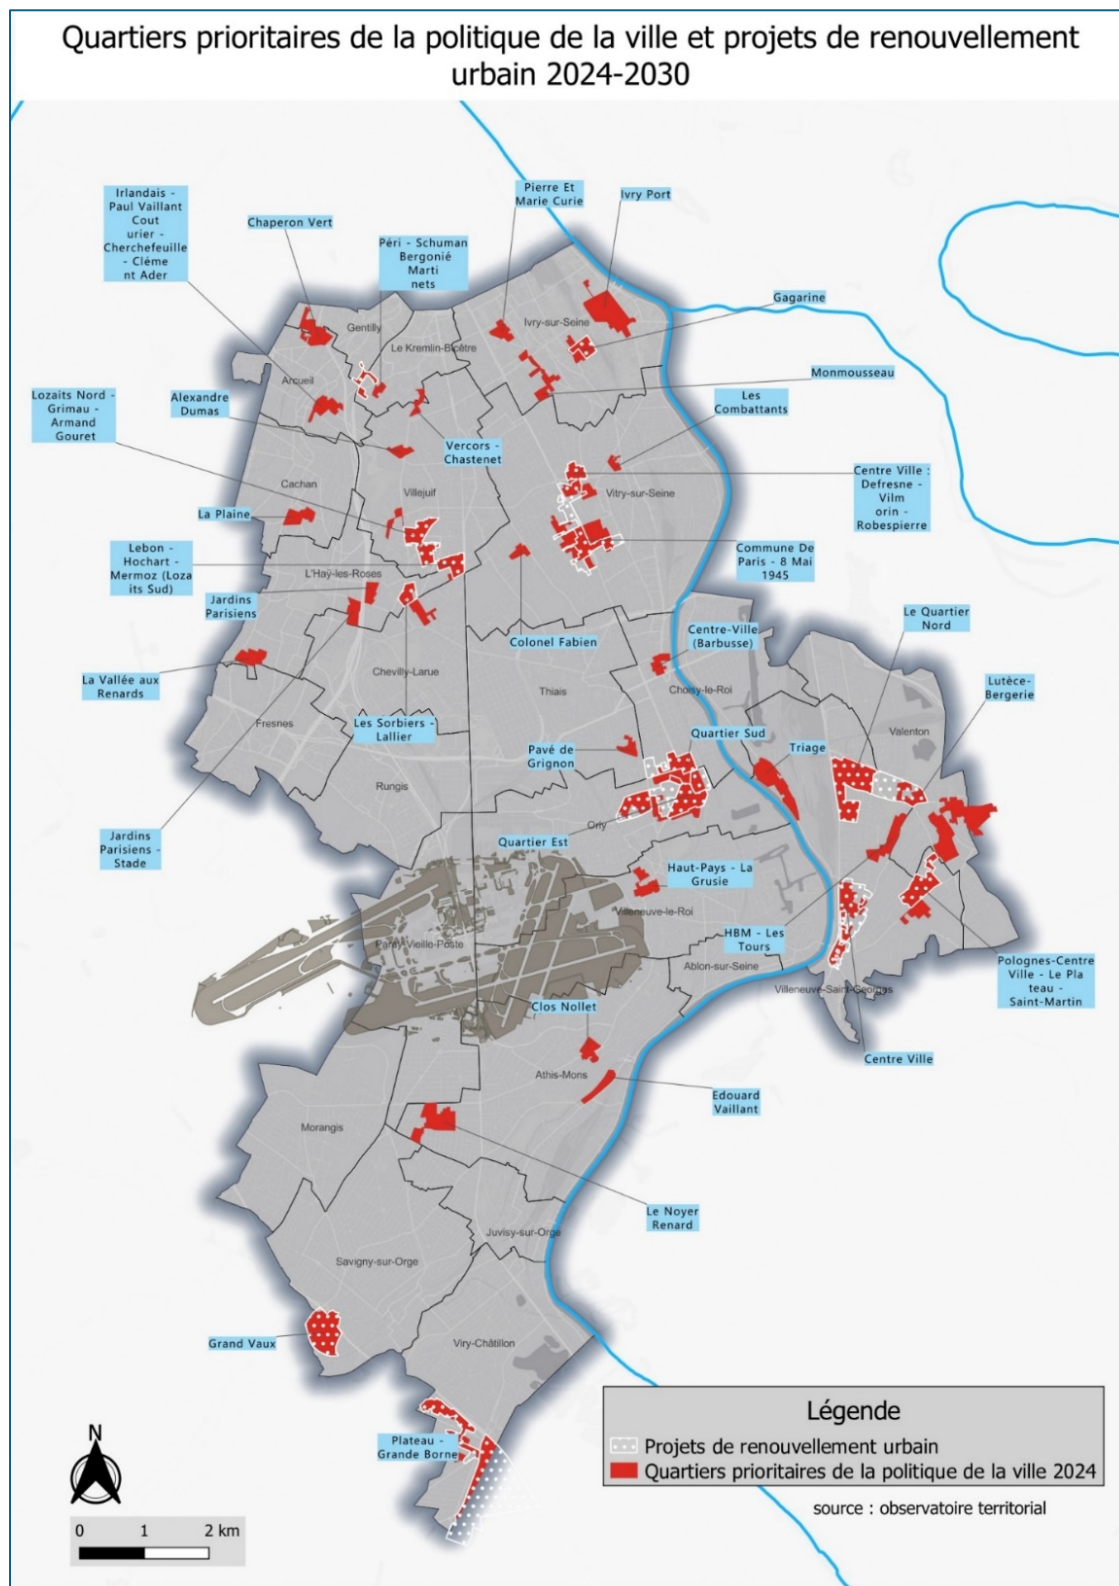 Quartiers prioritaires de la politique de la ville et projets de renouvellement
urbain 2024-2030
Irlandais -
Paul Vaillant
Cout
urier -
Cherchefeuille
- Cléme
nt Ader
Chaperon Vert
Péri - Schuman
Bergonié
Marti
nets
Pierre Et
Marie Curie
Ivry Port
Gagarine
Gentilly
Le Kremlin-Bicêtre
Ivry-sur-Seine
Arcueil
Monmousseau
Lozaits Nord -
Grimau -
Armand
Gouret
Alexandre
Dumas
Les
Combattants
Vercors -
Chastenet
Cachan
Villejuif
Vitry-sur-Seine
Centre Ville :
Defresne -
Vilm
orin -
Robespierre
La Plaine
Lebon -
Hochart -
Mermoz (Loza
its Sud)
L'Haÿ-les-Roses
Commune De
Paris - 8 Mai
1945
Jardins
Parisiens
Colonel Fabien
Centre-Ville
(Barbusse)
Le Quartier
Nord
La Vallée aux
Renards
Chevilly-Larue
Thiais
Choisy-le-Roi
Lutèce-
Bergerie
Fresnes
Les Sorbiers -
Lallier
Pavé de
Grignon
Quartier Sud
Triage
Valenton
Rungis
Orly
Jardins
Parisiens -
Stade
Quartier Est
Haut-Pays - La
Grusie
Villeneuve-le-Roi
HBM - Les
Tours
Paray-Vieille-Poste
Ablon-sur-Seine
Polognes-Centre
Ville - Le Pla
teau -
Saint-Martin
Villeneuve-Saint-Georges
Clos Nollet
Centre Ville
Athis-Mons
Edouard
Vaillant
Morangis
Le Noyer
Renard
Juvisy-sur-Orge
Savigny-sur-Orge
Grand Vaux
Viry-Châtillon
Plateau -
Grande Borne
Légende
Projets de renouvellement urbain
Quartiers prioritaires de la politique de la ville 2024
source : observatoire territorial
N
0 1 2 km